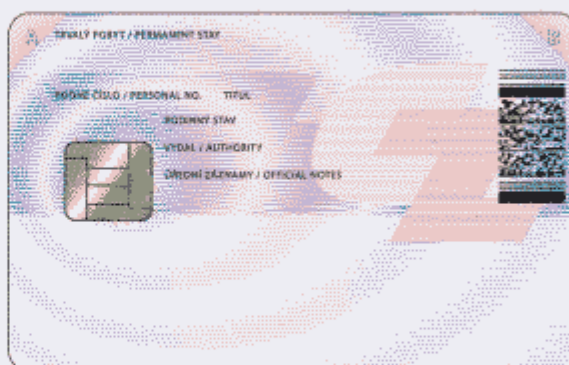 TRVALÝ POBYT / PERMANENT STAY
RODNÉ ČÍSLO / PERSONAL NO. TITUL
RODINNÝ STAV
VYDAL / AUTHORITY
ÚŘEDNÍ ZÁZNAMY / OFFICIAL NOTES